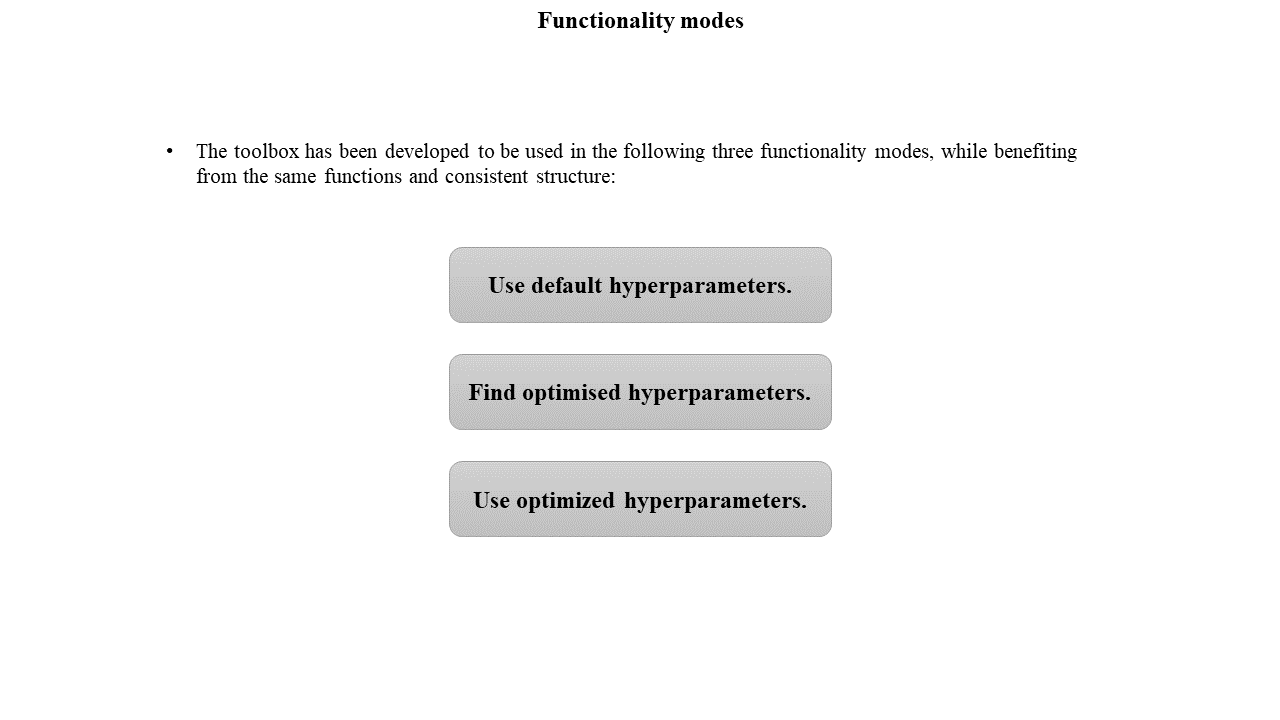 Functionality modes
• The toolbox has been developed to be used in the following three functionality modes, while benefiting
from the same functions and consistent structure:
Use default hyperparameters.
Find optimised hyperparameters.
Use optimized hyperparameters.